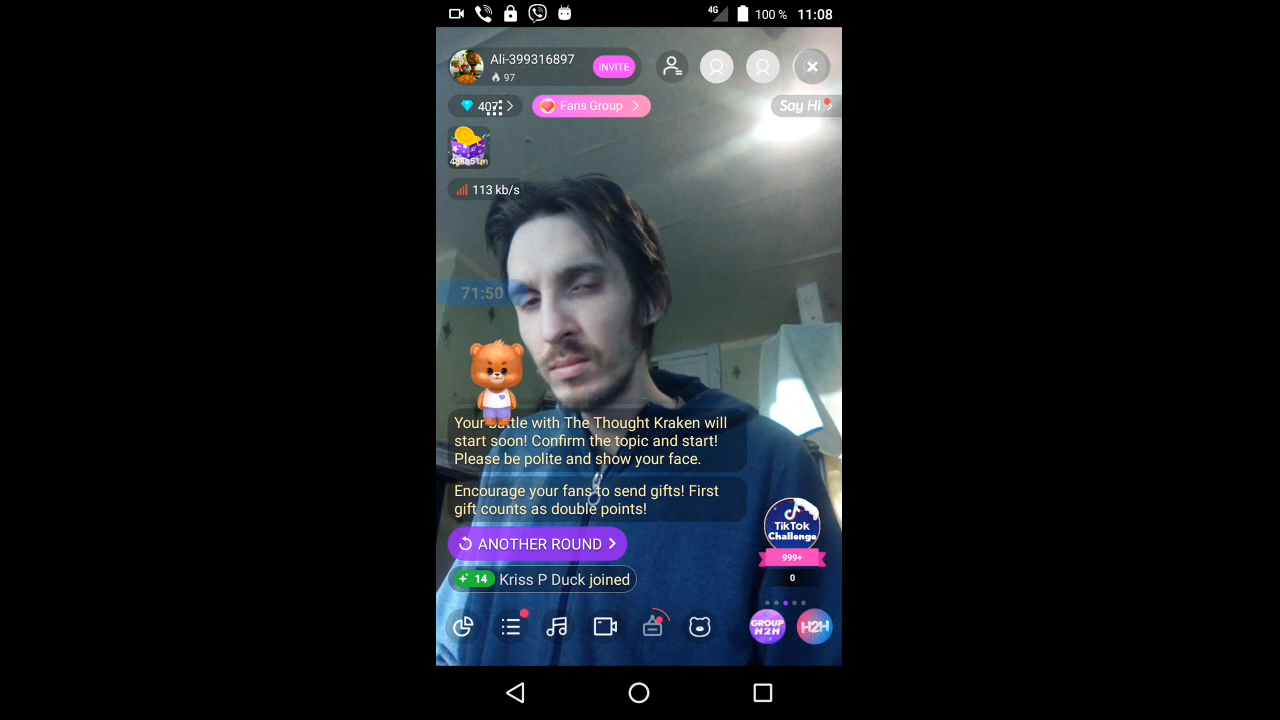 4G
100 %
11:08
Ali-399316897
97
INVITE
407
Fans Group
Say Hi
113 kb/s
71:50
Your battle with The Thought Kraken will
start soon! Confirm the topic and start!
Please be polite and show your face.
Encourage your fans to send gifts! First
gift counts as double points!
ANOTHER ROUND
14 Kriss P Duck joined
TikTok
Challenge
999+
0
GROUP
H2H
H2H